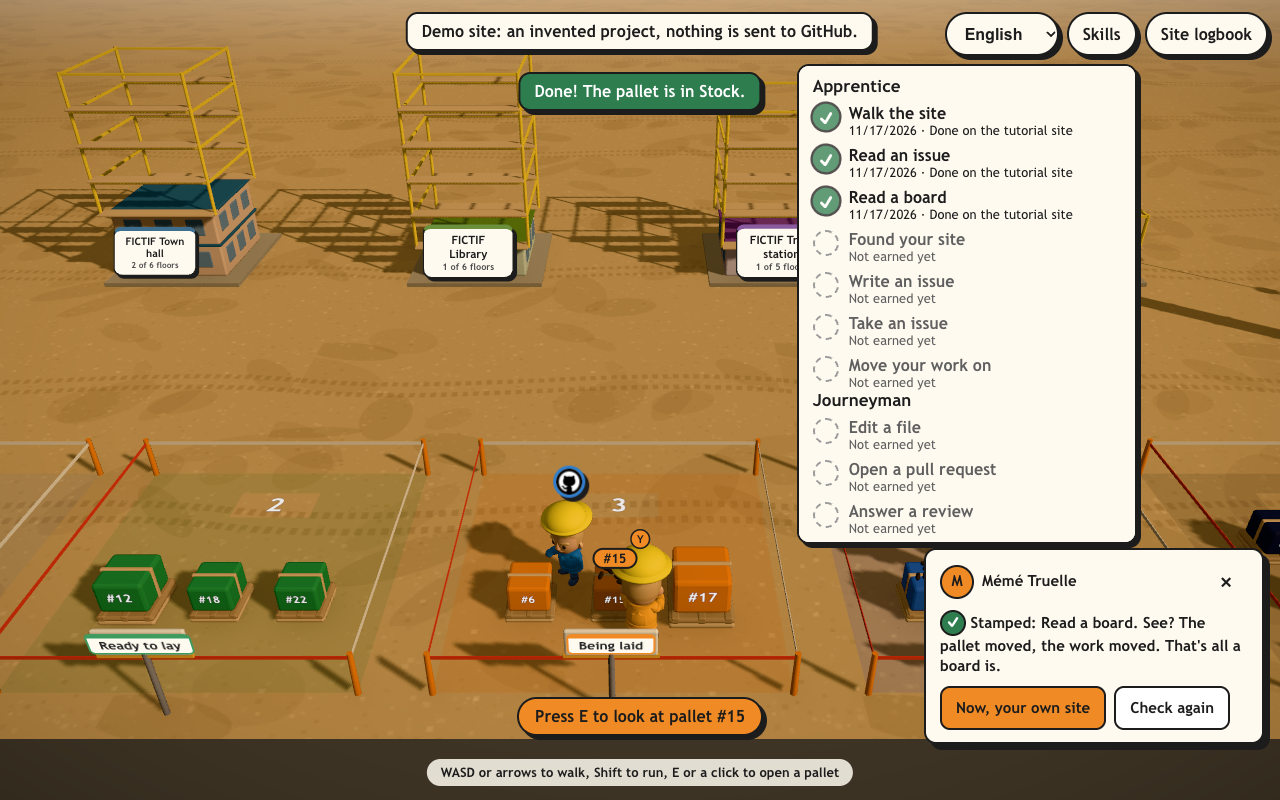 Demo site: an invented project, nothing is sent to GitHub.
English
Skills
Site logbook
Done! The pallet is in Stock.
Apprentice
Walk the site
11/17/2026 · Done on the tutorial site
Read an issue
11/17/2026 · Done on the tutorial site
Read a board
11/17/2026 · Done on the tutorial site
Found your site
Not earned yet
Write an issue
Not earned yet
Take an issue
Not earned yet
Move your work on
Not earned yet
Journeyman
Edit a file
Not earned yet
Open a pull request
Not earned yet
Answer a review
Not earned yet
FICTIF Town
hall
2 of 6 floors
FICTIF
Library
1 of 6 floors
FICTIF
1 of 5
2
3
Y
#15
#12
#18
#22
#6
#17
Ready to lay
Being laid
M
Mémé Truelle
×
Stamped: Read a board. See? The
pallet moved, the work moved. That's all a
board is.
Now, your own site
Check again
Press E to look at pallet #15
WASD or arrows to walk, Shift to run, E or a click to open a pallet